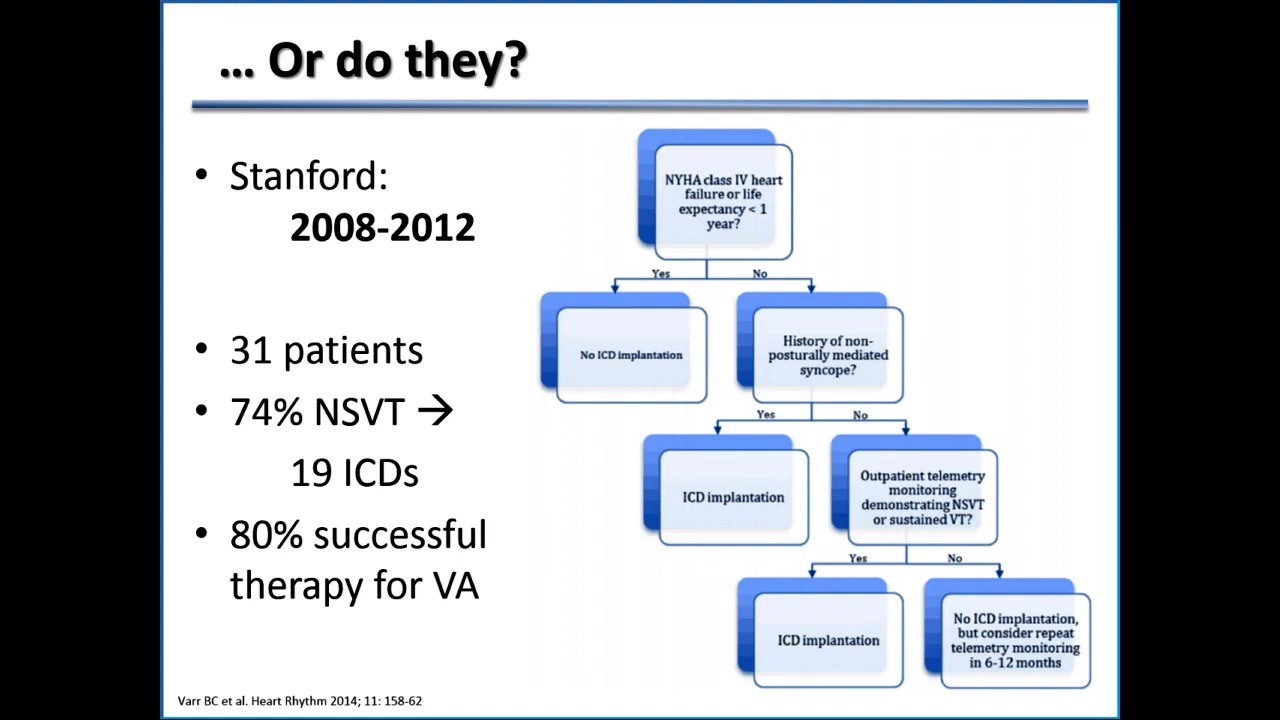 ... Or do they?
• Stanford:
2008-2012
• 31 patients
• 74% NSVT →
19 ICDs
• 80% successful
therapy for VA
NYHA class IV heart
failure or life
expectancy < 1
year?
Yes
No
No ICD implantation
History of non-
posturally mediated
syncope?
Yes
No
ICD implantation
Outpatient telemetry
monitoring
demonstrating NSVT
or sustained VT?
Yes
No
ICD implantation
No ICD implantation,
but consider repeat
telemetry monitoring
in 6-12 months
Varr BC et al. Heart Rhythm 2014; 11: 158-62